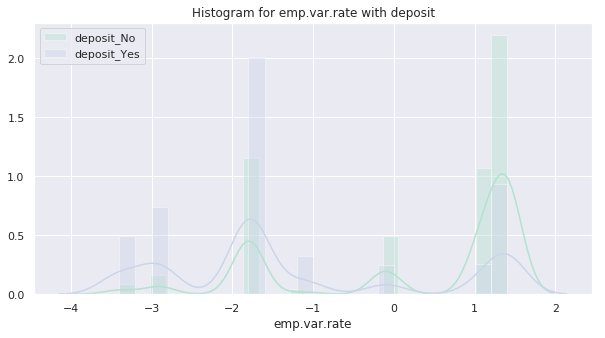 Histogram for emp.var.rate with deposit
deposit_No
deposit_Yes
2.0
1.5
1.0
0.5
0.0
−4 −3 −2 −1 0 1 2
emp.var.rate